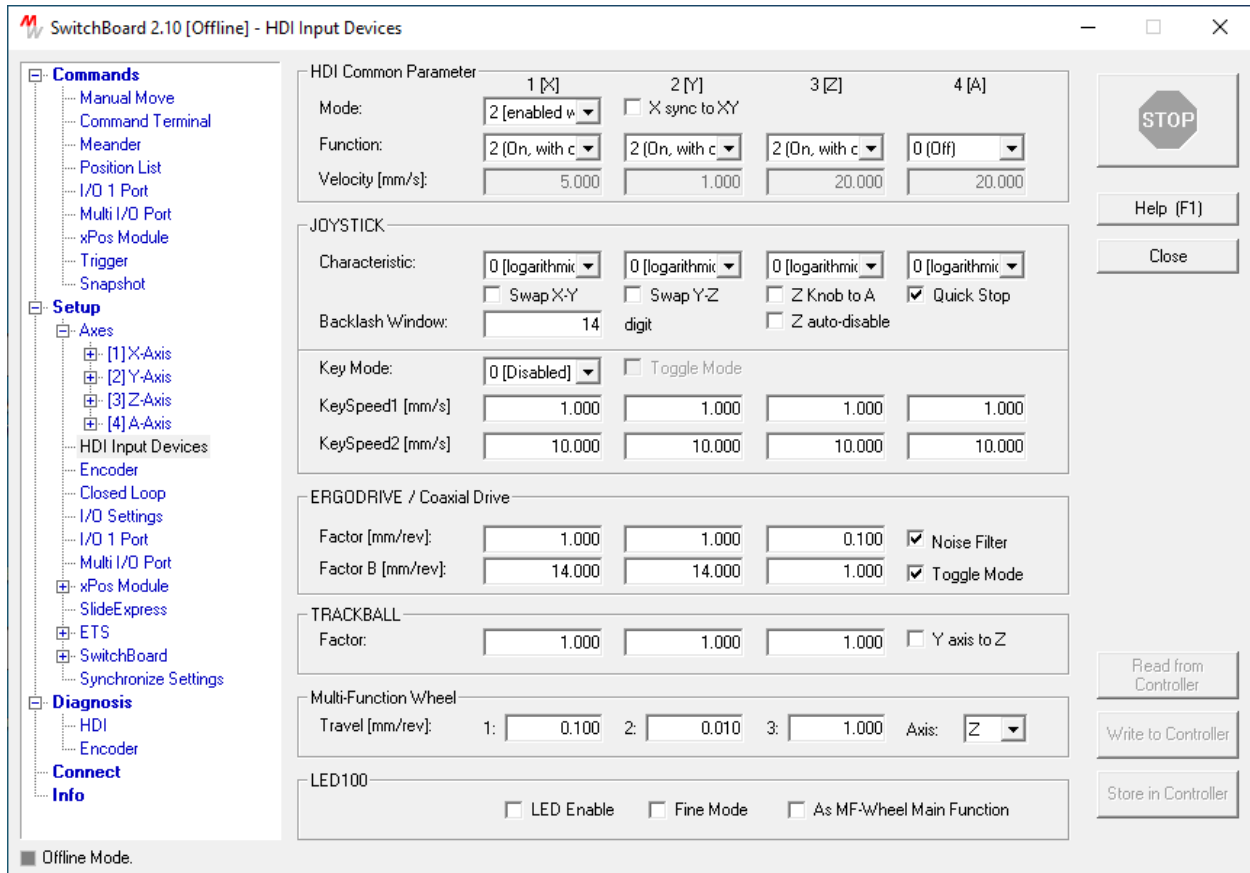 SwitchBoard 2.10 [Offline] - HDI Input Devices
Commands
Manual Move
Command Terminal
Meander
Position List
I/O 1 Port
Multi I/O Port
xPos Module
Trigger
Snapshot
Setup
Axes
[1] X-Axis
[2] Y-Axis
[3] Z-Axis
[4] A-Axis
HDI Input Devices
Encoder
Closed Loop
I/O Settings
I/O 1 Port
Multi I/O Port
xPos Module
SlideExpress
ETS
SwitchBoard
Synchronize Settings
Diagnosis
HDI
Encoder
Connect
Info
HDI Common Parameter
1 [X] 2 [Y] 3 [Z] 4 [A]
Mode: 2 [enabled w X sync to XY
Function: 2 (On, with c 2 (On, with c 2 (On, with c 0 (Off)
Velocity [mm/s]: 5.000 1.000 20.000 20.000
JOYSTICK
Characteristic: 0 [logarithmic 0 [logarithmic 0 [logarithmic 0 [logarithmic
Swap X-Y Swap Y-Z Z Knob to A Quick Stop
Backlash Window: 14 digit Z auto-disable
Key Mode: 0 [Disabled] Toggle Mode
KeySpeed1 [mm/s] 1.000 1.000 1.000 1.000
KeySpeed2 [mm/s] 10.000 10.000 10.000 10.000
ERGODRIVE / Coaxial Drive
Factor [mm/rev]: 1.000 1.000 0.100 Noise Filter
Factor B [mm/rev]: 14.000 14.000 1.000 Toggle Mode
TRACKBALL
Factor: 1.000 1.000 1.000 Y axis to Z
Multi-Function Wheel
Travel [mm/rev]: 1: 0.100 2: 0.010 3: 1.000 Axis: Z
LED100
LED Enable Fine Mode As MF-Wheel Main Function
STOP
Help (F1)
Close
Read from
Controller
Write to Controller
Store in Controller
Offline Mode.